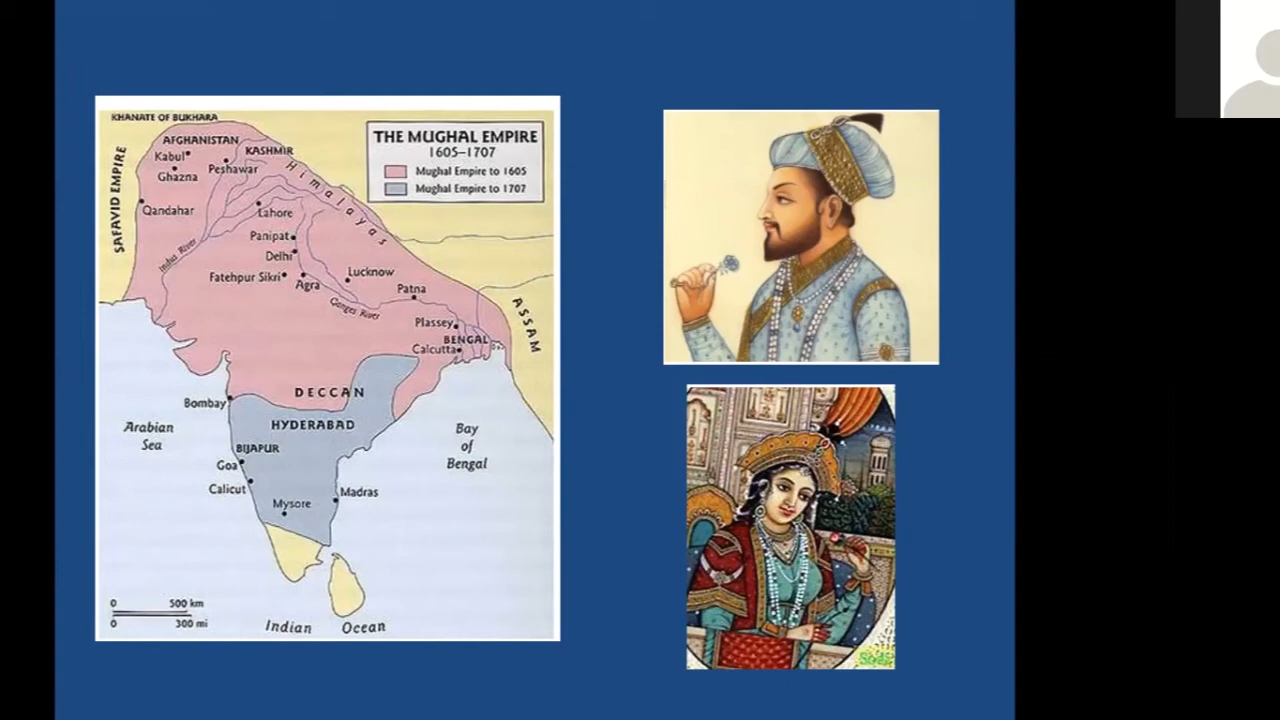 KHANATE OF BUKHARA
THE MUGHAL EMPIRE
1605–1707
Mughal Empire to 1605
Mughal Empire to 1707
SAFAVID EMPIRE
AFGHANISTAN
KASHMIR
Kabul
Peshawar
Ghazna
Himalayas
Qandahar
Lahore
Indus River
Panipat
Delhi
Fatehpur Sikri
Agra
Lucknow
Patna
Ganges River
ASSAM
Plassey
BENGAL
Calcutta
DECCAN
Bombay
HYDERABAD
Arabian
Sea
Bay
of
Bengal
BIJAPUR
Goa
Calicut
Madras
Mysore
0 500 km
0 300 mi
Indian Ocean